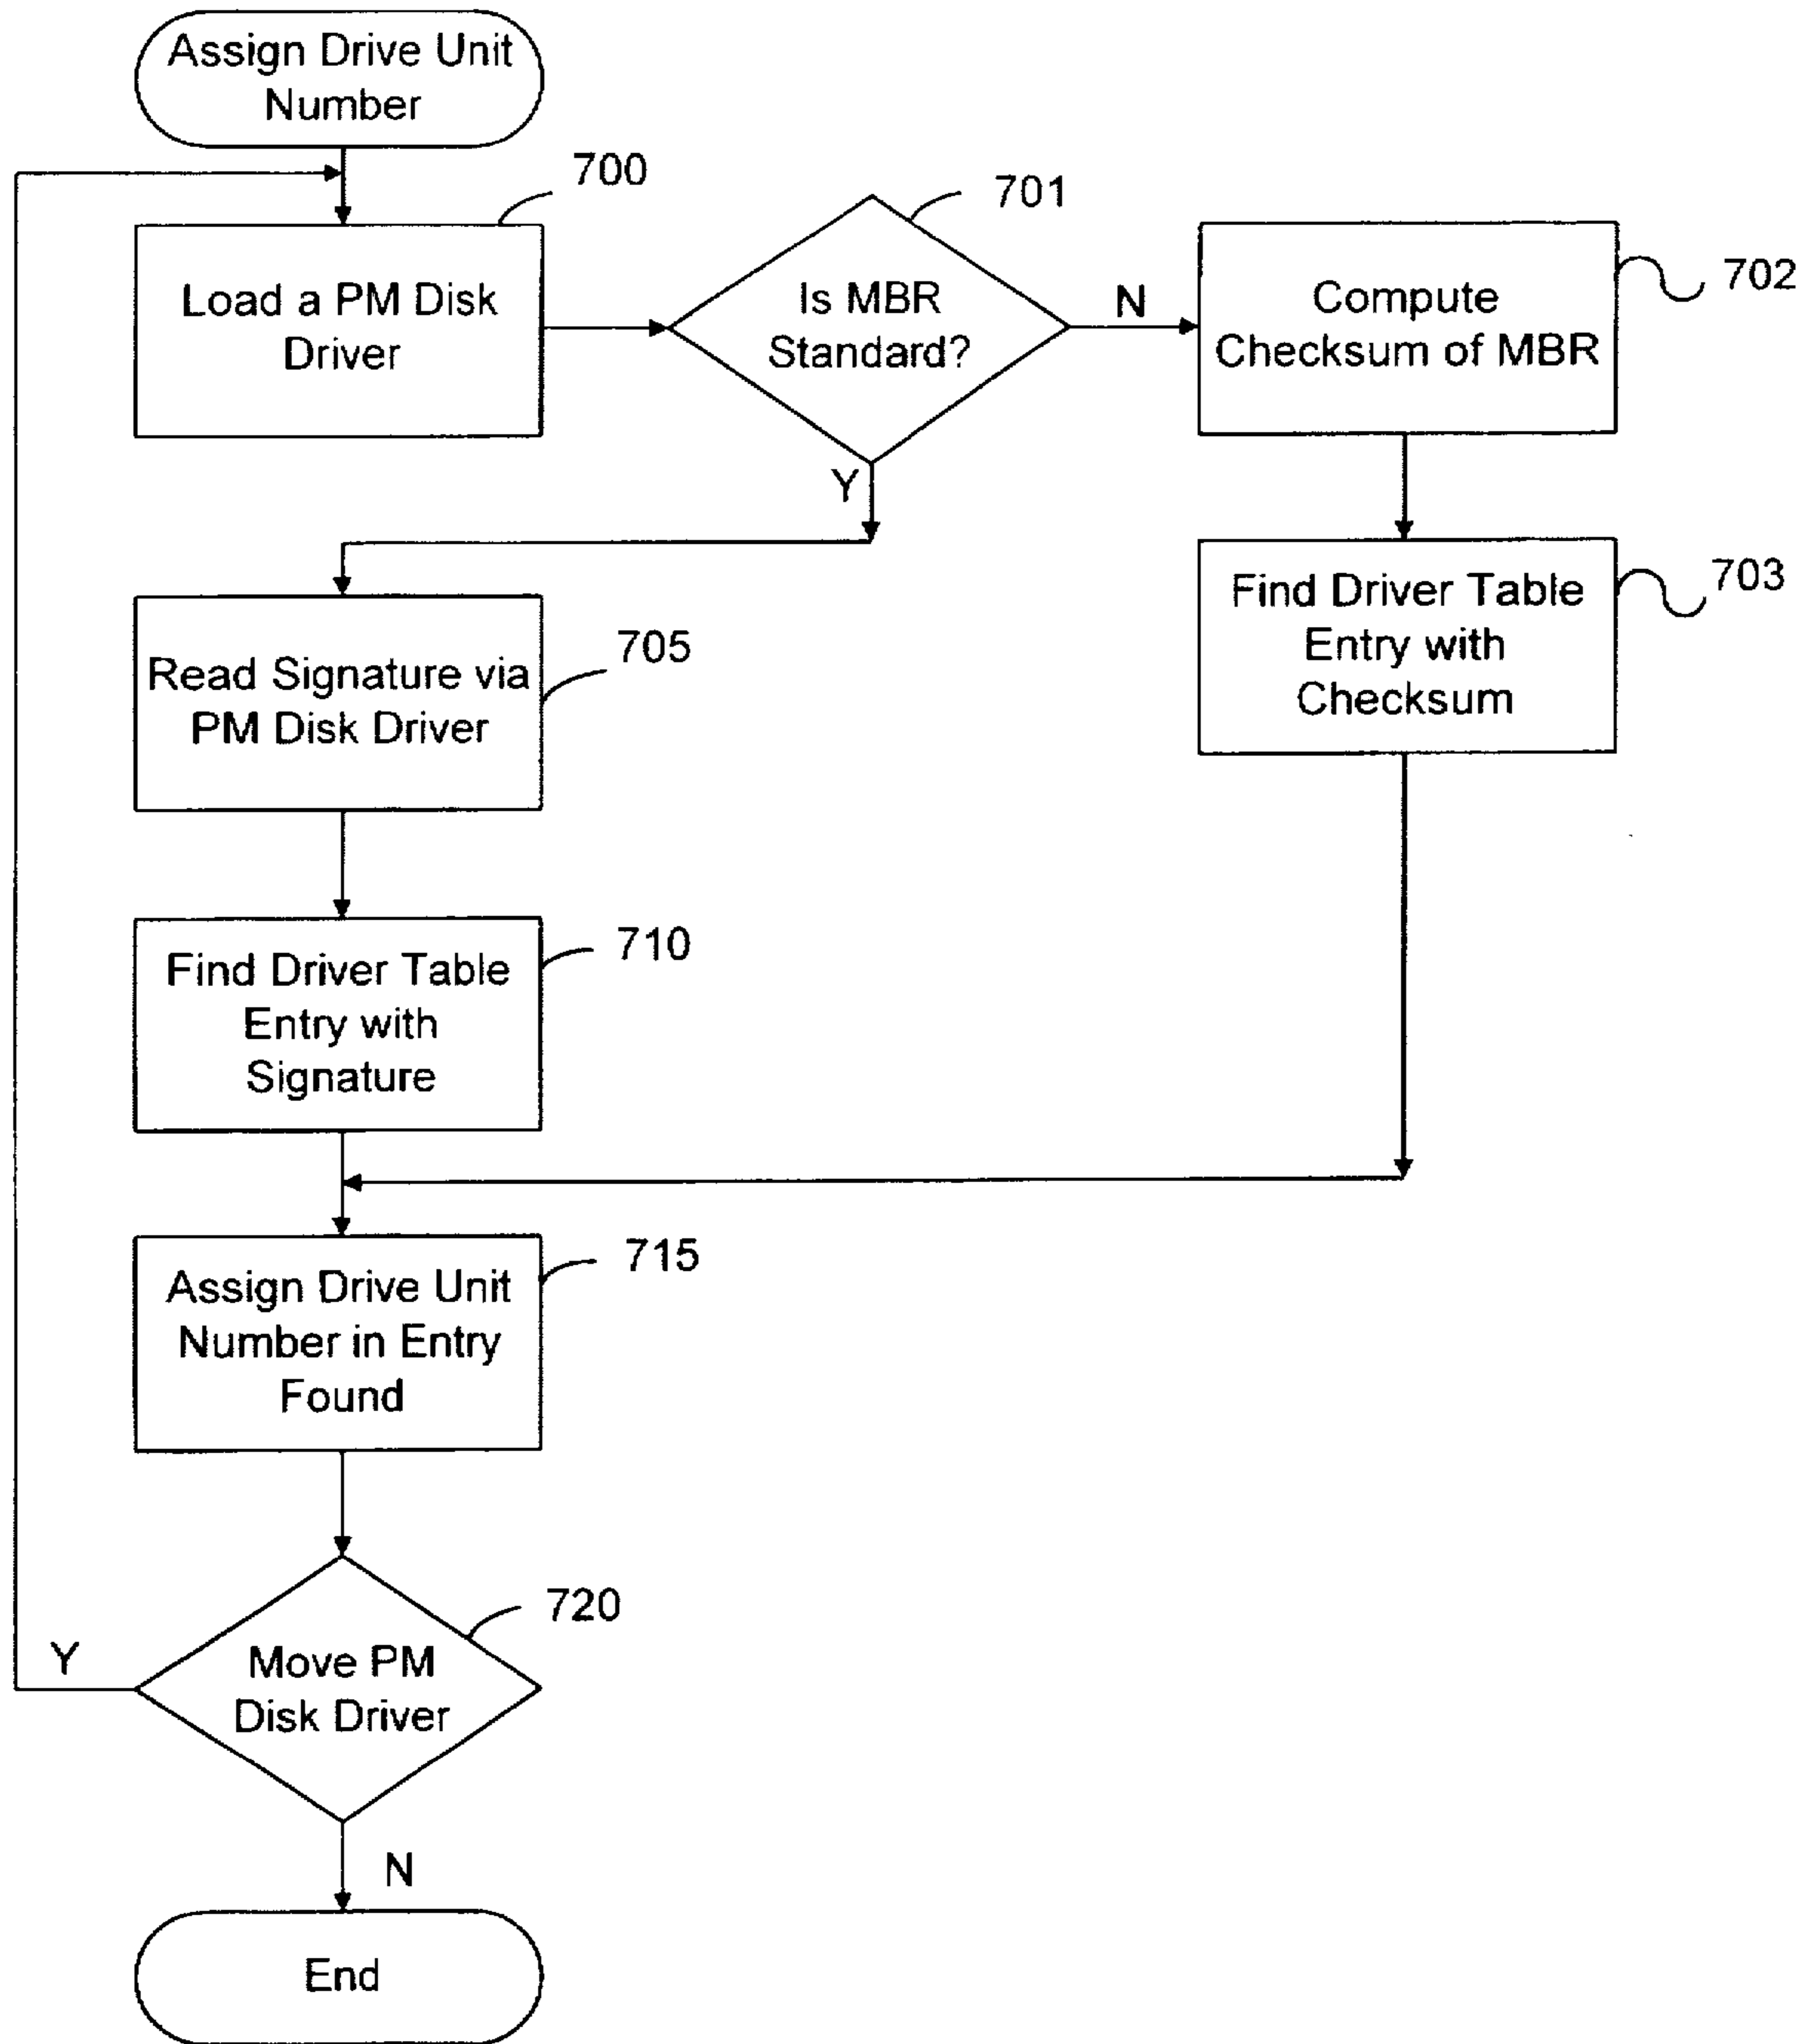 Assign Drive Unit
Number
700
Load a PM Disk
Driver
701
Is MBR
Standard?
N
Y
702
Compute
Checksum of MBR
703
Find Driver Table
Entry with
Checksum
705
Read Signature via
PM Disk Driver
710
Find Driver Table
Entry with
Signature
715
Assign Drive Unit
Number in Entry
Found
720
Move PM
Disk Driver
Y
N
End